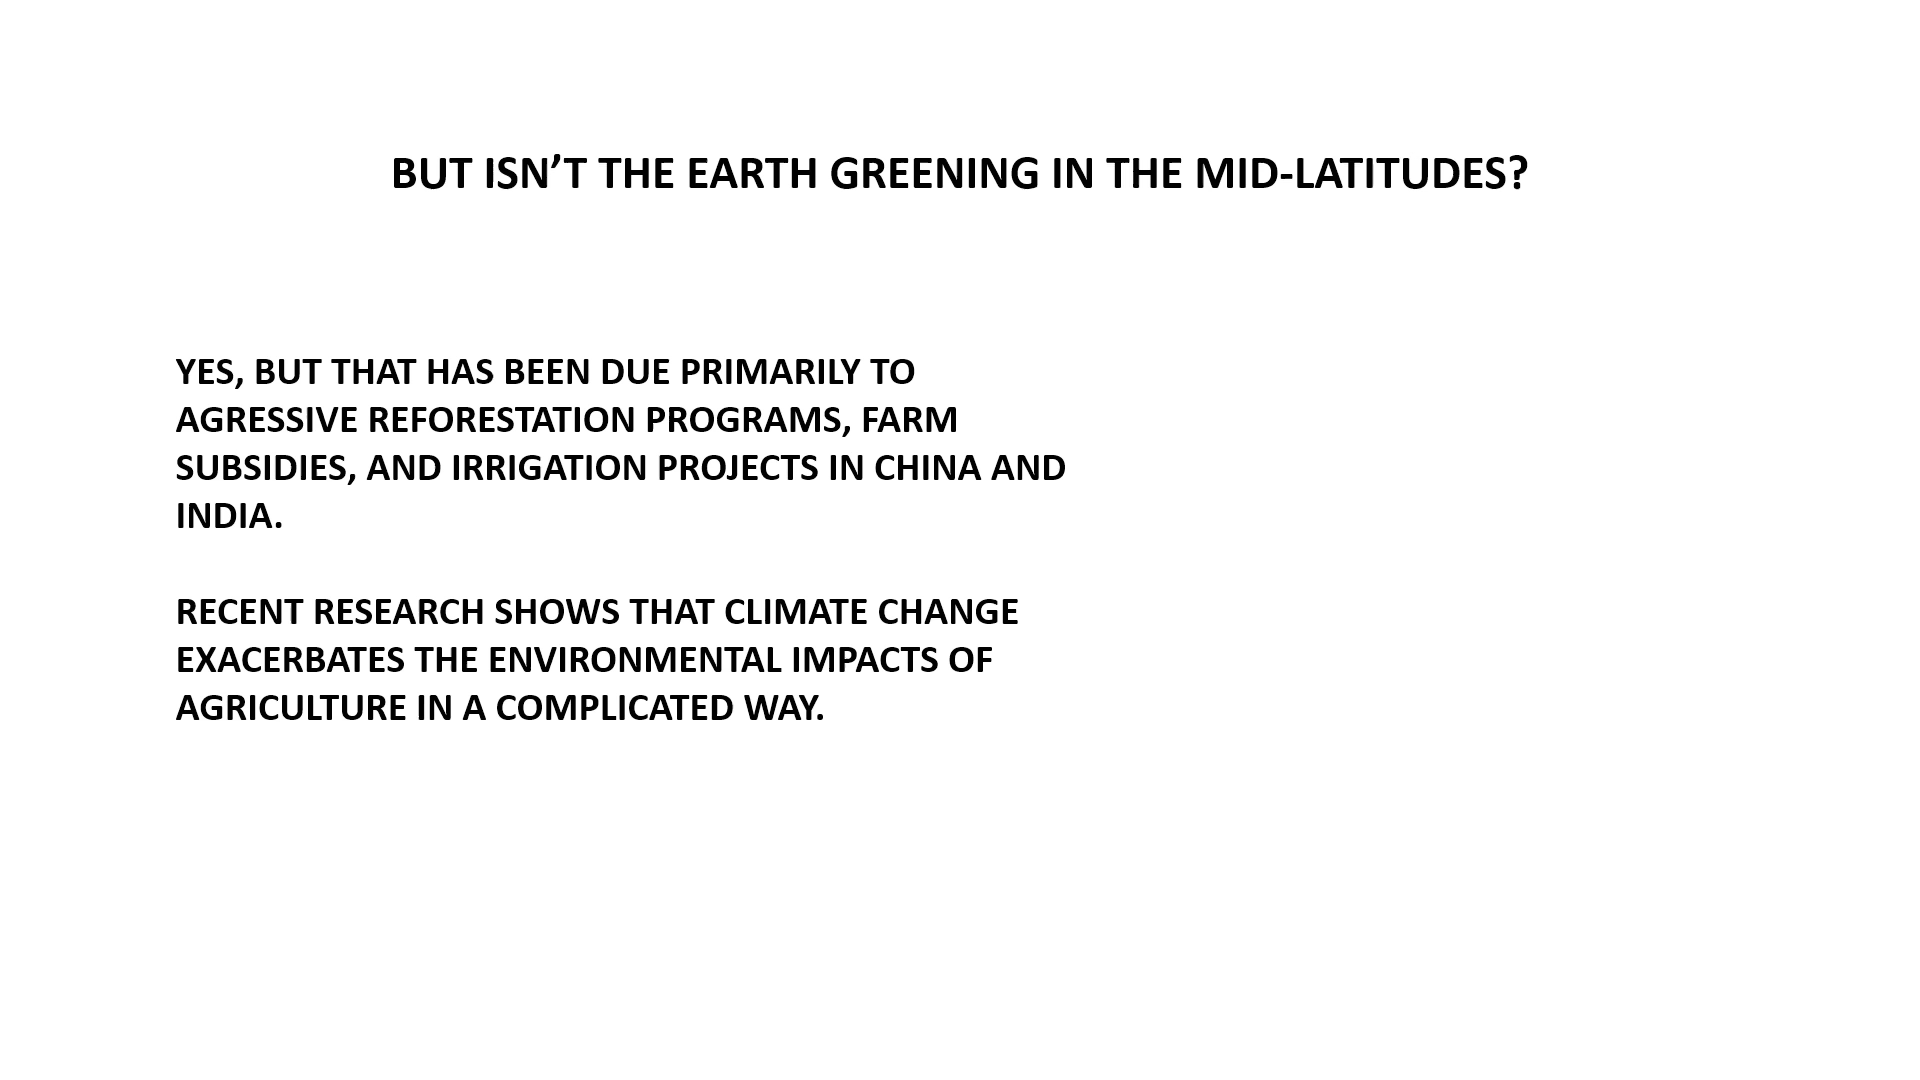 BUT ISN’T THE EARTH GREENING IN THE MID-LATITUDES?
YES, BUT THAT HAS BEEN DUE PRIMARILY TO
AGRESSIVE REFORESTATION PROGRAMS, FARM
SUBSIDIES, AND IRRIGATION PROJECTS IN CHINA AND
INDIA.
RECENT RESEARCH SHOWS THAT CLIMATE CHANGE
EXACERBATES THE ENVIRONMENTAL IMPACTS OF
AGRICULTURE IN A COMPLICATED WAY.